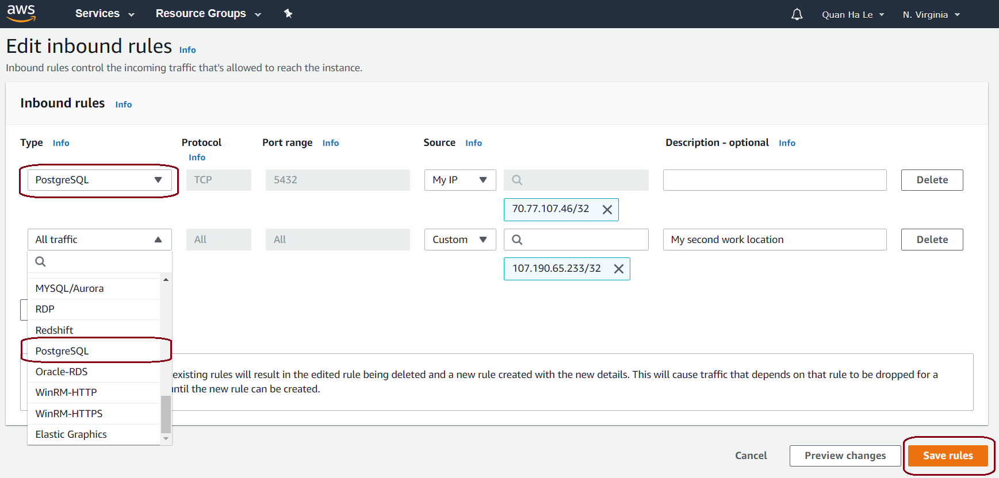 aws Services Resource Groups Quan Ha Le N. Virginia
Edit inbound rules Info
Inbound rules control the incoming traffic that's allowed to reach the instance.
Inbound rules Info
Type Info Protocol Info Port range Info Source Info Description - optional Info
PostgreSQL TCP 5432 My IP Delete
70.77.107.46/32
All traffic All All Custom My second work location Delete
107.190.65.233/32
MYSQL/Aurora
RDP
Redshift
PostgreSQL
Oracle-RDS
WinRM-HTTP
WinRM-HTTPS
Elastic Graphics
existing rules will result in the edited rule being deleted and a new rule created with the new details. This will cause traffic that depends on that rule to be dropped for a
until the new rule can be created.
Cancel Preview changes Save rules